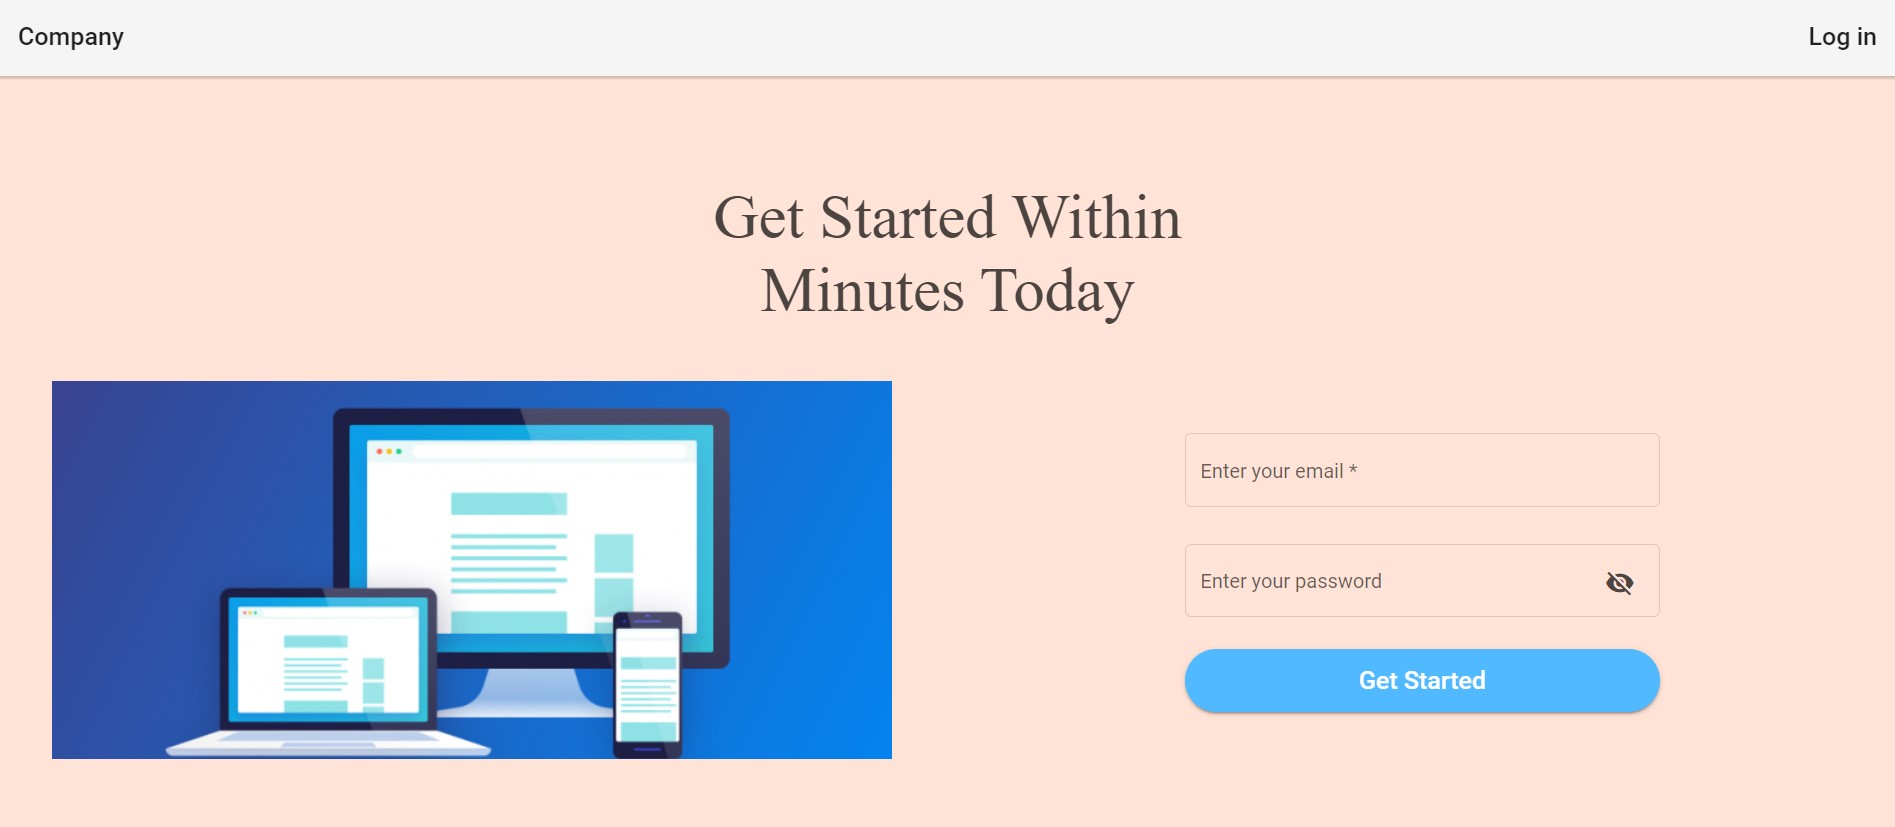 Company
Log in
Get Started Within
Minutes Today
Enter your email *
Enter your password
Get Started